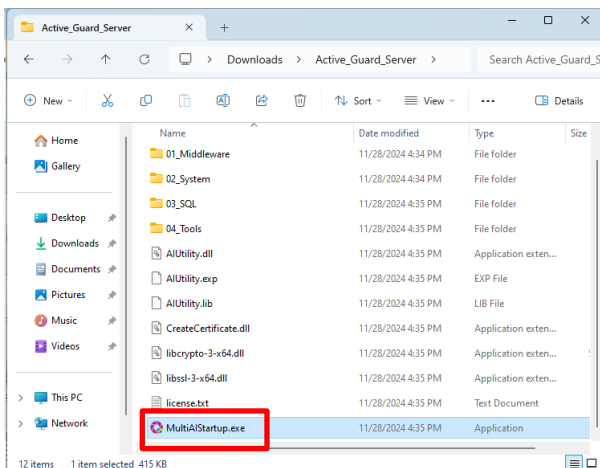 Active_Guard_Server
Downloads > Active_Guard_Server > Search Active_Guard_S
New Sort View ... Details
Name Date modified Type Size
Home
Gallery
Desktop
Downloads
Documents
Pictures
Music
Videos
This PC
Network
01_Middleware 11/28/2024 4:34 PM File folder
02_System 11/28/2024 4:34 PM File folder
03_SQL 11/28/2024 4:35 PM File folder
04_Tools 11/28/2024 4:35 PM File folder
AIUtility.dll 11/28/2024 4:35 PM Application exten...
AIUtility.exp 11/28/2024 4:35 PM EXP File
AIUtility.lib 11/28/2024 4:35 PM LIB File
CreateCertificate.dll 11/28/2024 4:35 PM Application exten...
libcrypto-3-x64.dll 11/28/2024 4:35 PM Application exten...
libssl-3-x64.dll 11/28/2024 4:35 PM Application exten...
license.txt 11/28/2024 4:35 PM Text Document
MultiAIStartup.exe 11/28/2024 4:35 PM Application
12 items 1 item selected 415 KB